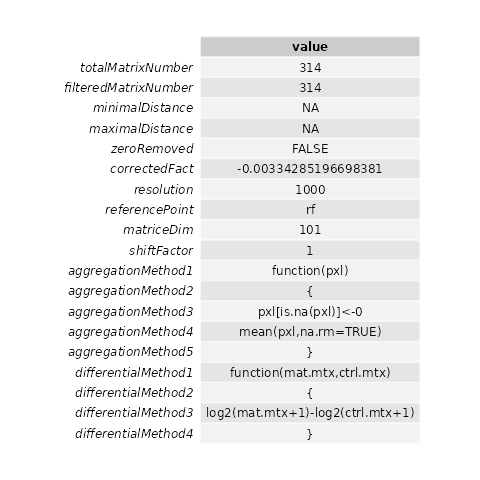 value
totalMatrixNumber 314
filteredMatrixNumber 314
minimalDistance NA
maximalDistance NA
zeroRemoved FALSE
correctedFact -0.00334285196698381
resolution 1000
referencePoint rf
matriceDim 101
shiftFactor 1
aggregationMethod1 function(pxl)
aggregationMethod2 {
aggregationMethod3 pxl[is.na(pxl)]<-0
aggregationMethod4 mean(pxl,na.rm=TRUE)
aggregationMethod5 }
differentialMethod1 function(mat.mtx,ctrl.mtx)
differentialMethod2 {
differentialMethod3 log2(mat.mtx+1)-log2(ctrl.mtx+1)
differentialMethod4 }